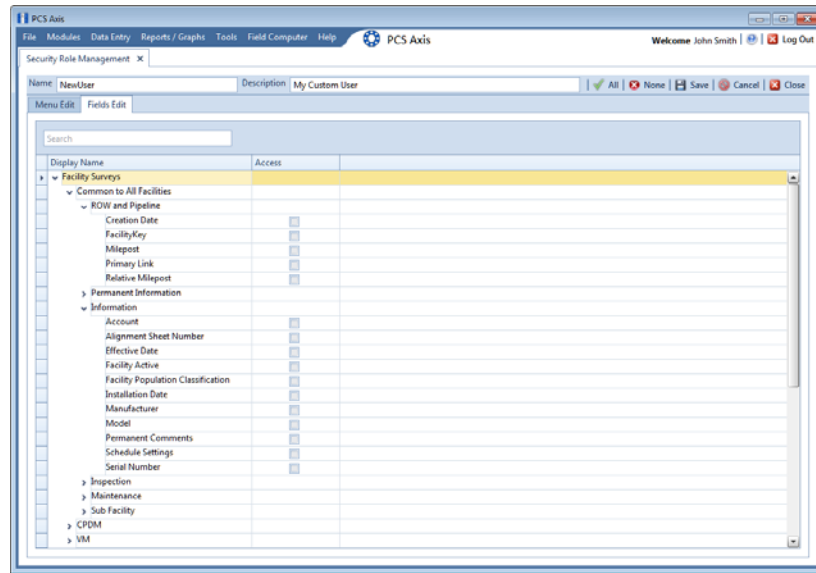 PCS Axis
File Modules Data Entry Reports / Graphs Tools Field Computer Help PCS Axis Welcome John Smith | | Log Out
Security Role Management X
Name NewUser Description My Custom User | All | None | Save | Cancel | Close
Menu Edit Fields Edit
Search
Display Name Access
Facility Surveys
Common to All Facilities
ROW and Pipeline
Creation Date
FacilityKey
Milepost
Primary Link
Relative Milepost
Permanent Information
Information
Account
Alignment Sheet Number
Effective Date
Facility Active
Facility Population Classification
Installation Date
Manufacturer
Model
Permanent Comments
Schedule Settings
Serial Number
Inspection
Maintenance
Sub Facility
CPDM
VM